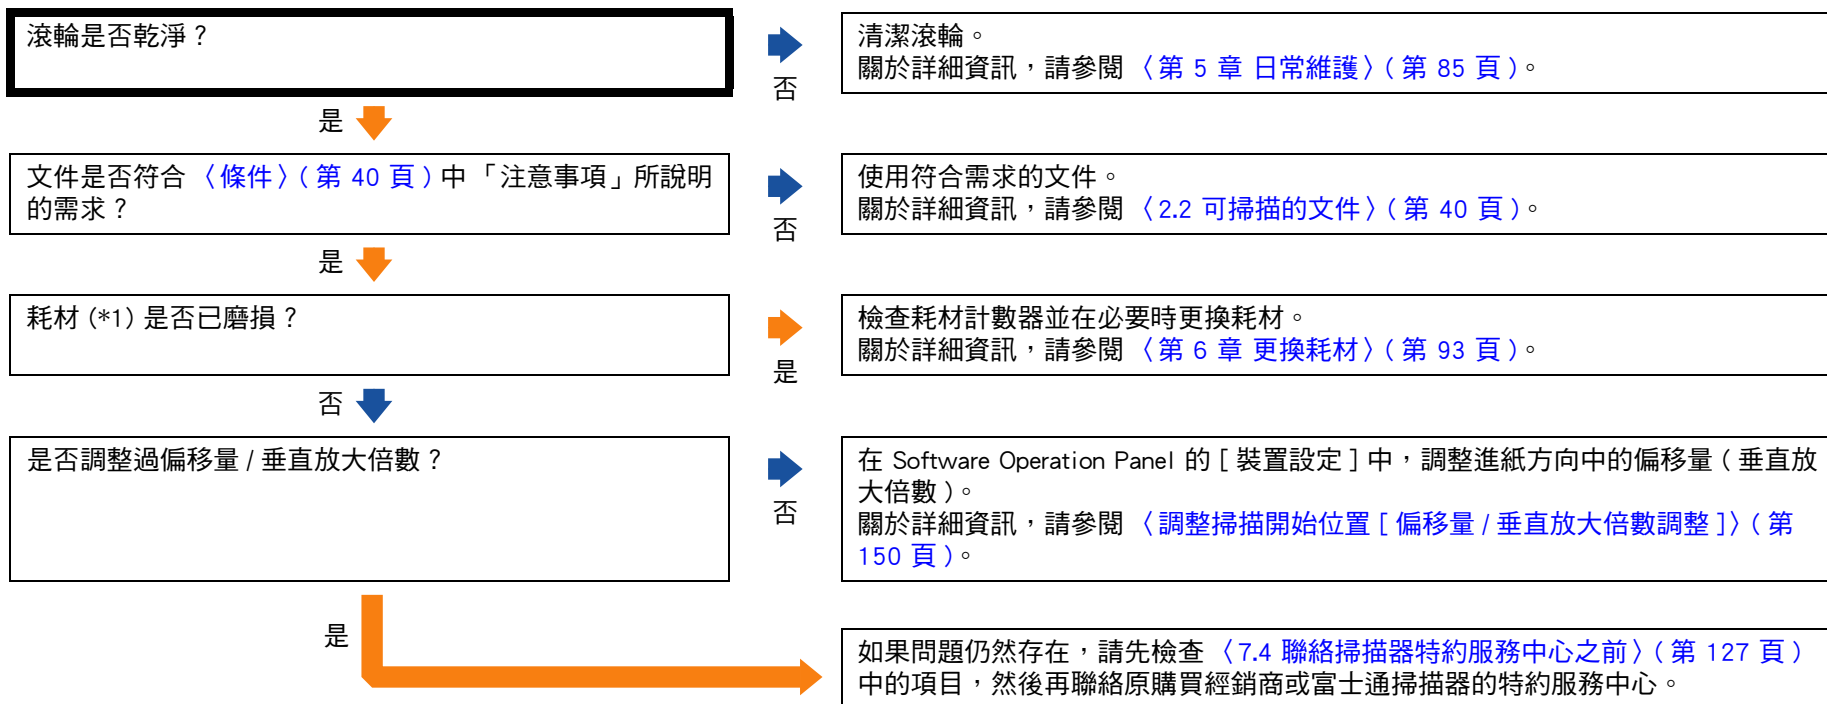 滾輪是否乾淨？
否
清潔滾輪。
關於詳細資訊，請參閱 〈第 5 章 日常維護〉( 第 85 頁 )。
是
文件是否符合 〈條件〉( 第 40 頁 ) 中 「注意事項」所說明
的需求？
否
使用符合需求的文件。
關於詳細資訊，請參閱 〈2.2 可掃描的文件〉( 第 40 頁 )。
是
耗材 (*1) 是否已磨損？
是
檢查耗材計數器並在必要時更換耗材。
關於詳細資訊，請參閱 〈第 6 章 更換耗材〉( 第 93 頁 )。
否
是否調整過偏移量 / 垂直放大倍數？
否
在 Software Operation Panel 的 [ 裝置設定 ] 中，調整進紙方向中的偏移量 ( 垂直放
大倍數 )。
關於詳細資訊，請參閱 〈調整掃描開始位置 [ 偏移量 / 垂直放大倍數調整 ]〉( 第
150 頁 )。
是
如果問題仍然存在，請先檢查 〈7.4 聯絡掃描器特約服務中心之前〉( 第 127 頁 )
中的項目，然後再聯絡原購買經銷商或富士通掃描器的特約服務中心。